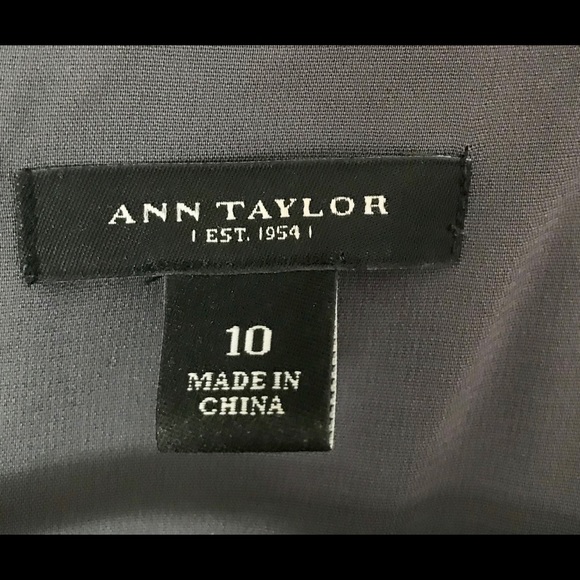 ANN TAYLOR
| EST. 1954 |
10
MADE IN
CHINA